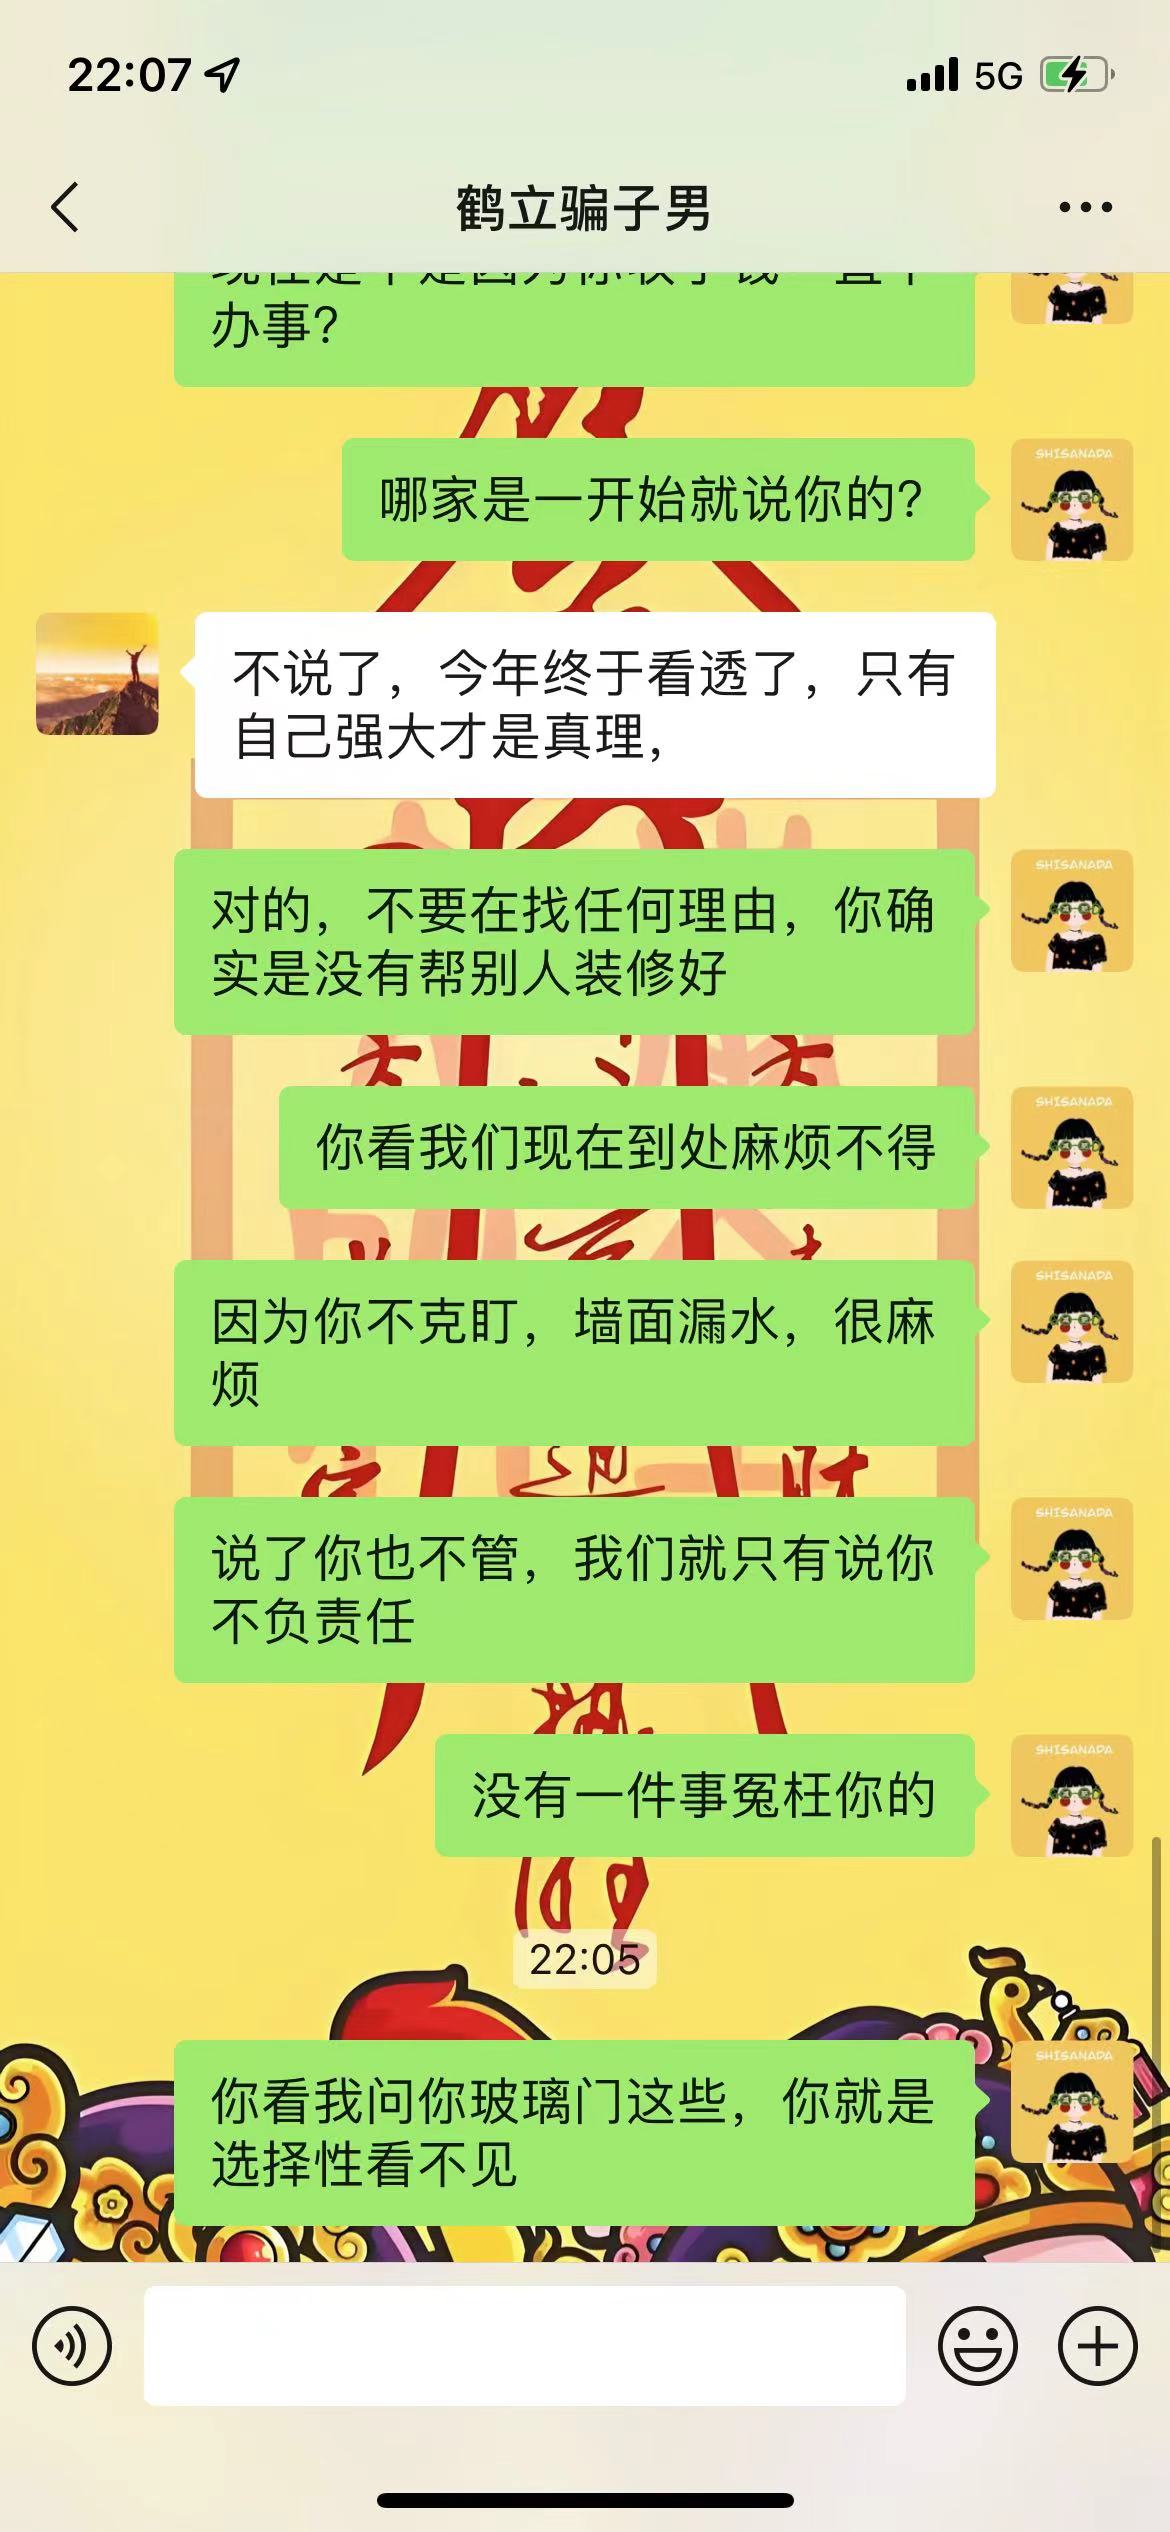 22:07
5G
鹤立骗子男
办事？
哪家是一开始就说你的？
不说了，今年终于看透了，只有
自己强大才是真理，
对的，不要在找任何理由，你确
实是没有帮别人装修好
你看我们现在到处麻烦不得
因为你不克盯，墙面漏水，很麻
烦
说了你也不管，我们就只有说你
不负责任
没有一件事冤枉你的
22:05
你看我问你玻璃门这些，你就是
选择性看不见
SHISANADA
SHISANADA
SHISANADA
SHISANADA
SHISANADA
SHISANADA
SHISANADA